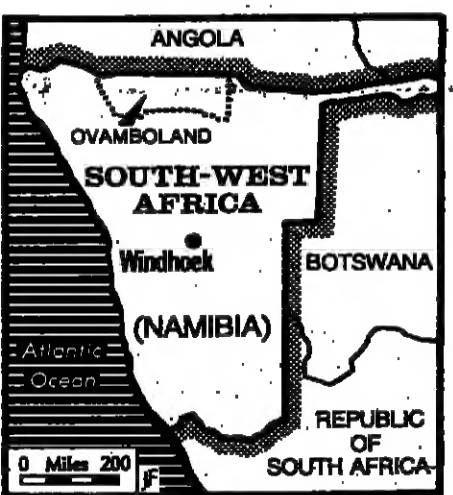 ANGOLA
OVAMBOLAND
SOUTH-WEST
AFRICA
Windhoek
BOTSWANA
(NAMIBIA)
Atlantic
Ocean
REPUBLIC
OF
SOUTH AFRICA
0 Miles 200
JF